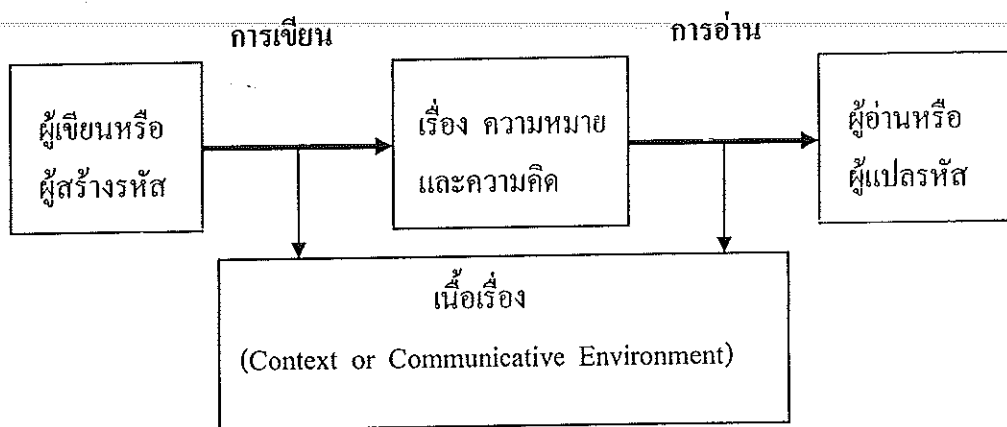 การเขียน
การอ่าน
ผู้เขียนหรือ
ผู้สร้างรหัส
เรื่อง ความหมาย
และความคิด
ผู้อ่านหรือ
ผู้แปลรหัส
เนื้อเรื่อง
(Context or Communicative Environment)